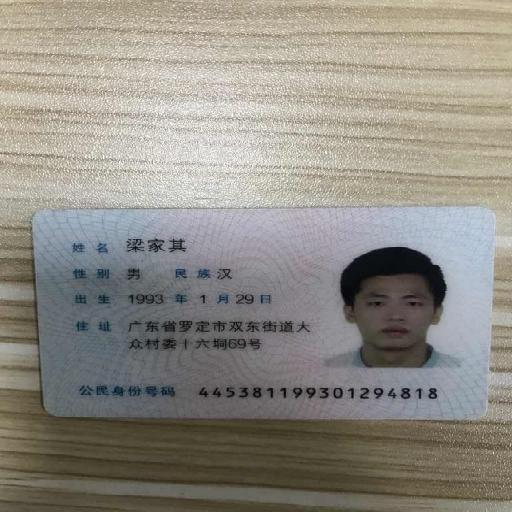 姓名 梁家其
性别 男 民族 汉
出生 1993 年 1 月 29 日
住址 广东省罗定市双东街道大
众村委十六垌69号
公民身份号码 445381199301294818